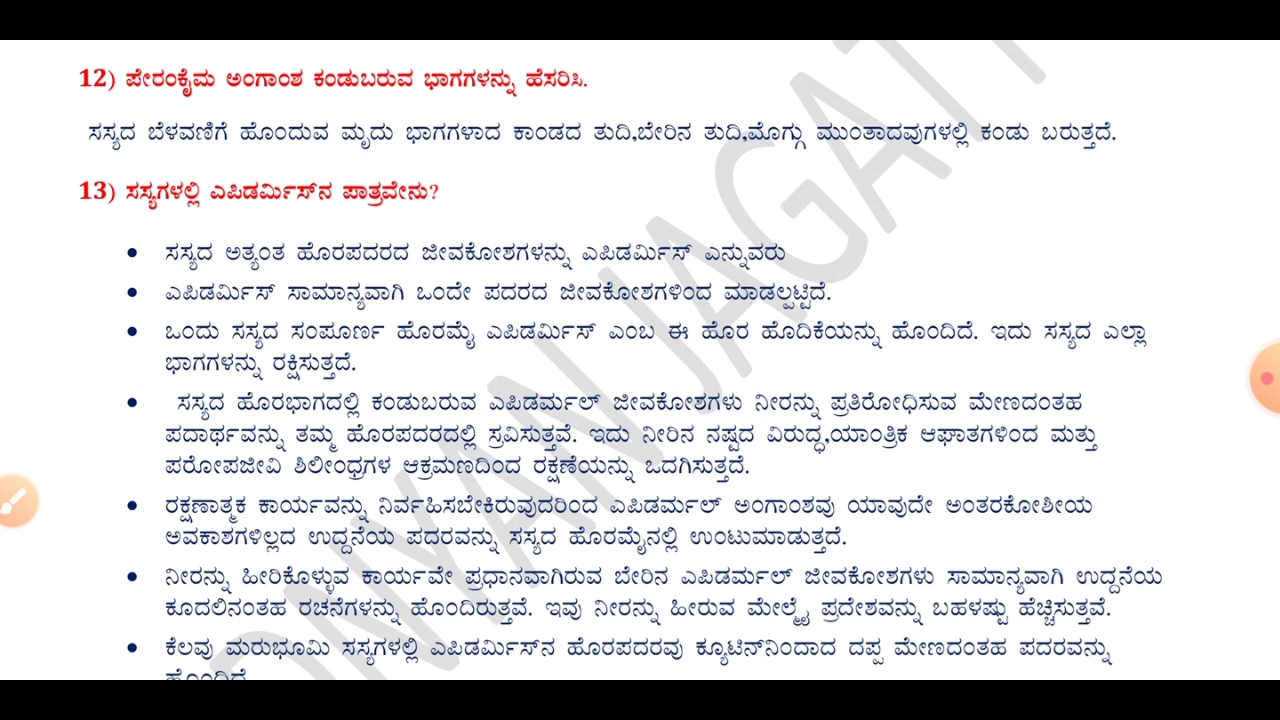 12) ಪೇರಂಕೈಮ ಅಂಗಾಂಶ ಕಂಡುಬರುವ ಭಾಗಗಳನ್ನು ಹೆಸರಿಸಿ.
ಸಸ್ಯದ ಬೆಳವಣಿಗೆ ಹೊಂದುವ ಮೃದು ಭಾಗಗಳಾದ ಕಾಂಡದ ತುದಿ,ಬೇರಿನ ತುದಿ,ಮೊಗ್ಗು ಮುಂತಾದವುಗಳಲ್ಲಿ ಕಂಡು ಬರುತ್ತದೆ.
13) ಸಸ್ಯಗಳಲ್ಲಿ ಎಪಿಡರ್ಮಿಸ್‌ನ ಪಾತ್ರವೇನು?
• ಸಸ್ಯದ ಅತ್ಯಂತ ಹೊರಪದರದ ಜೀವಕೋಶಗಳನ್ನು ಎಪಿಡರ್ಮಿಸ್ ಎನ್ನುವರು
• ಎಪಿಡರ್ಮಿಸ್ ಸಾಮಾನ್ಯವಾಗಿ ಒಂದೇ ಪದರದ ಜೀವಕೋಶಗಳಿಂದ ಮಾಡಲ್ಪಟ್ಟಿದೆ.
• ಒಂದು ಸಸ್ಯದ ಸಂಪೂರ್ಣ ಹೊರಮೈ ಎಪಿಡರ್ಮಿಸ್ ಎಂಬ ಈ ಹೊರ ಹೊದಿಕೆಯನ್ನು ಹೊಂದಿದೆ. ಇದು ಸಸ್ಯದ ಎಲ್ಲಾ
ಭಾಗಗಳನ್ನು ರಕ್ಷಿಸುತ್ತದೆ.
• ಸಸ್ಯದ ಹೊರಭಾಗದಲ್ಲಿ ಕಂಡುಬರುವ ಎಪಿಡರ್ಮಲ್ ಜೀವಕೋಶಗಳು ನೀರನ್ನು ಪ್ರತಿರೋಧಿಸುವ ಮೇಣದಂತಹ
ಪದಾರ್ಥವನ್ನು ತಮ್ಮ ಹೊರಪದರದಲ್ಲಿ ಸ್ರವಿಸುತ್ತವೆ. ಇದು ನೀರಿನ ನಷ್ಟದ ವಿರುದ್ಧ,ಯಾಂತ್ರಿಕ ಆಘಾತಗಳಿಂದ ಮತ್ತು
ಪರೋಪಜೀವಿ ಶಿಲೀಂಧ್ರಗಳ ಆಕ್ರಮಣದಿಂದ ರಕ್ಷಣೆಯನ್ನು ಒದಗಿಸುತ್ತದೆ.
• ರಕ್ಷಣಾತ್ಮಕ ಕಾರ್ಯವನ್ನು ನಿರ್ವಹಿಸಬೇಕಿರುವುದರಿಂದ ಎಪಿಡರ್ಮಲ್ ಅಂಗಾಂಶವು ಯಾವುದೇ ಅಂತರಕೋಶೀಯ
ಅವಕಾಶಗಳಿಲ್ಲದ ಉದ್ದನೆಯ ಪದರವನ್ನು ಸಸ್ಯದ ಹೊರಮೈನಲ್ಲಿ ಉಂಟುಮಾಡುತ್ತದೆ.
• ನೀರನ್ನು ಹೀರಿಕೊಳ್ಳುವ ಕಾರ್ಯವೇ ಪ್ರಧಾನವಾಗಿರುವ ಬೇರಿನ ಎಪಿಡರ್ಮಲ್ ಜೀವಕೋಶಗಳು ಸಾಮಾನ್ಯವಾಗಿ ಉದ್ದನೆಯ
ಕೂದಲಿನಂತಹ ರಚನೆಗಳನ್ನು ಹೊಂದಿರುತ್ತವೆ. ಇವು ನೀರನ್ನು ಹೀರುವ ಮೇಲ್ಮೈ ಪ್ರದೇಶವನ್ನು ಬಹಳಷ್ಟು ಹೆಚ್ಚಿಸುತ್ತವೆ.
• ಕೆಲವು ಮರುಭೂಮಿ ಸಸ್ಯಗಳಲ್ಲಿ ಎಪಿಡರ್ಮಿಸ್‌ನ ಹೊರಪದರವು ಕ್ಯೂಟಿನ್‌ನಿಂದಾದ ದಪ್ಪ ಮೇಣದಂತಹ ಪದರವನ್ನು
ಹೊಂದಿದೆ
DNYAN JAGAT